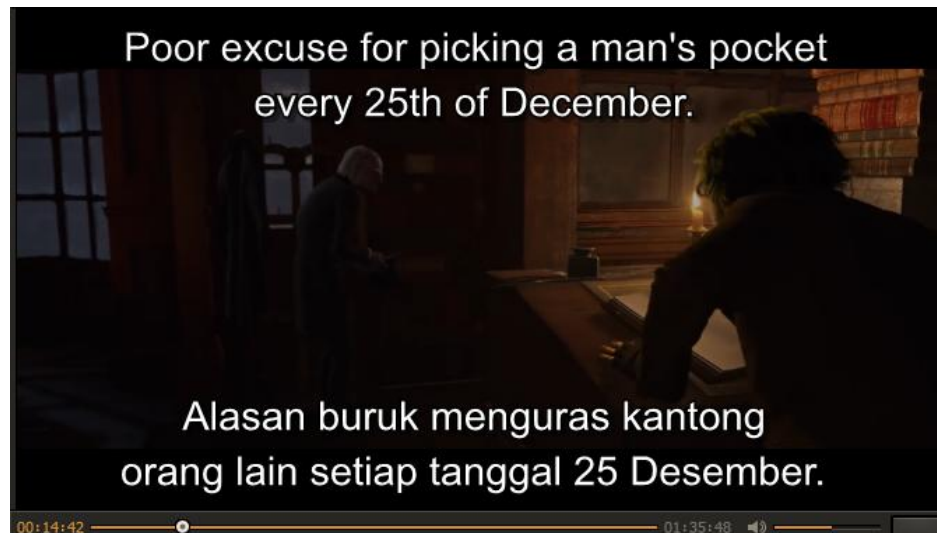 Poor excuse for picking a man's pocket
every 25th of December.
Alasan buruk menguras kantong
orang lain setiap tanggal 25 Desember.
00:14:42 01:35:48